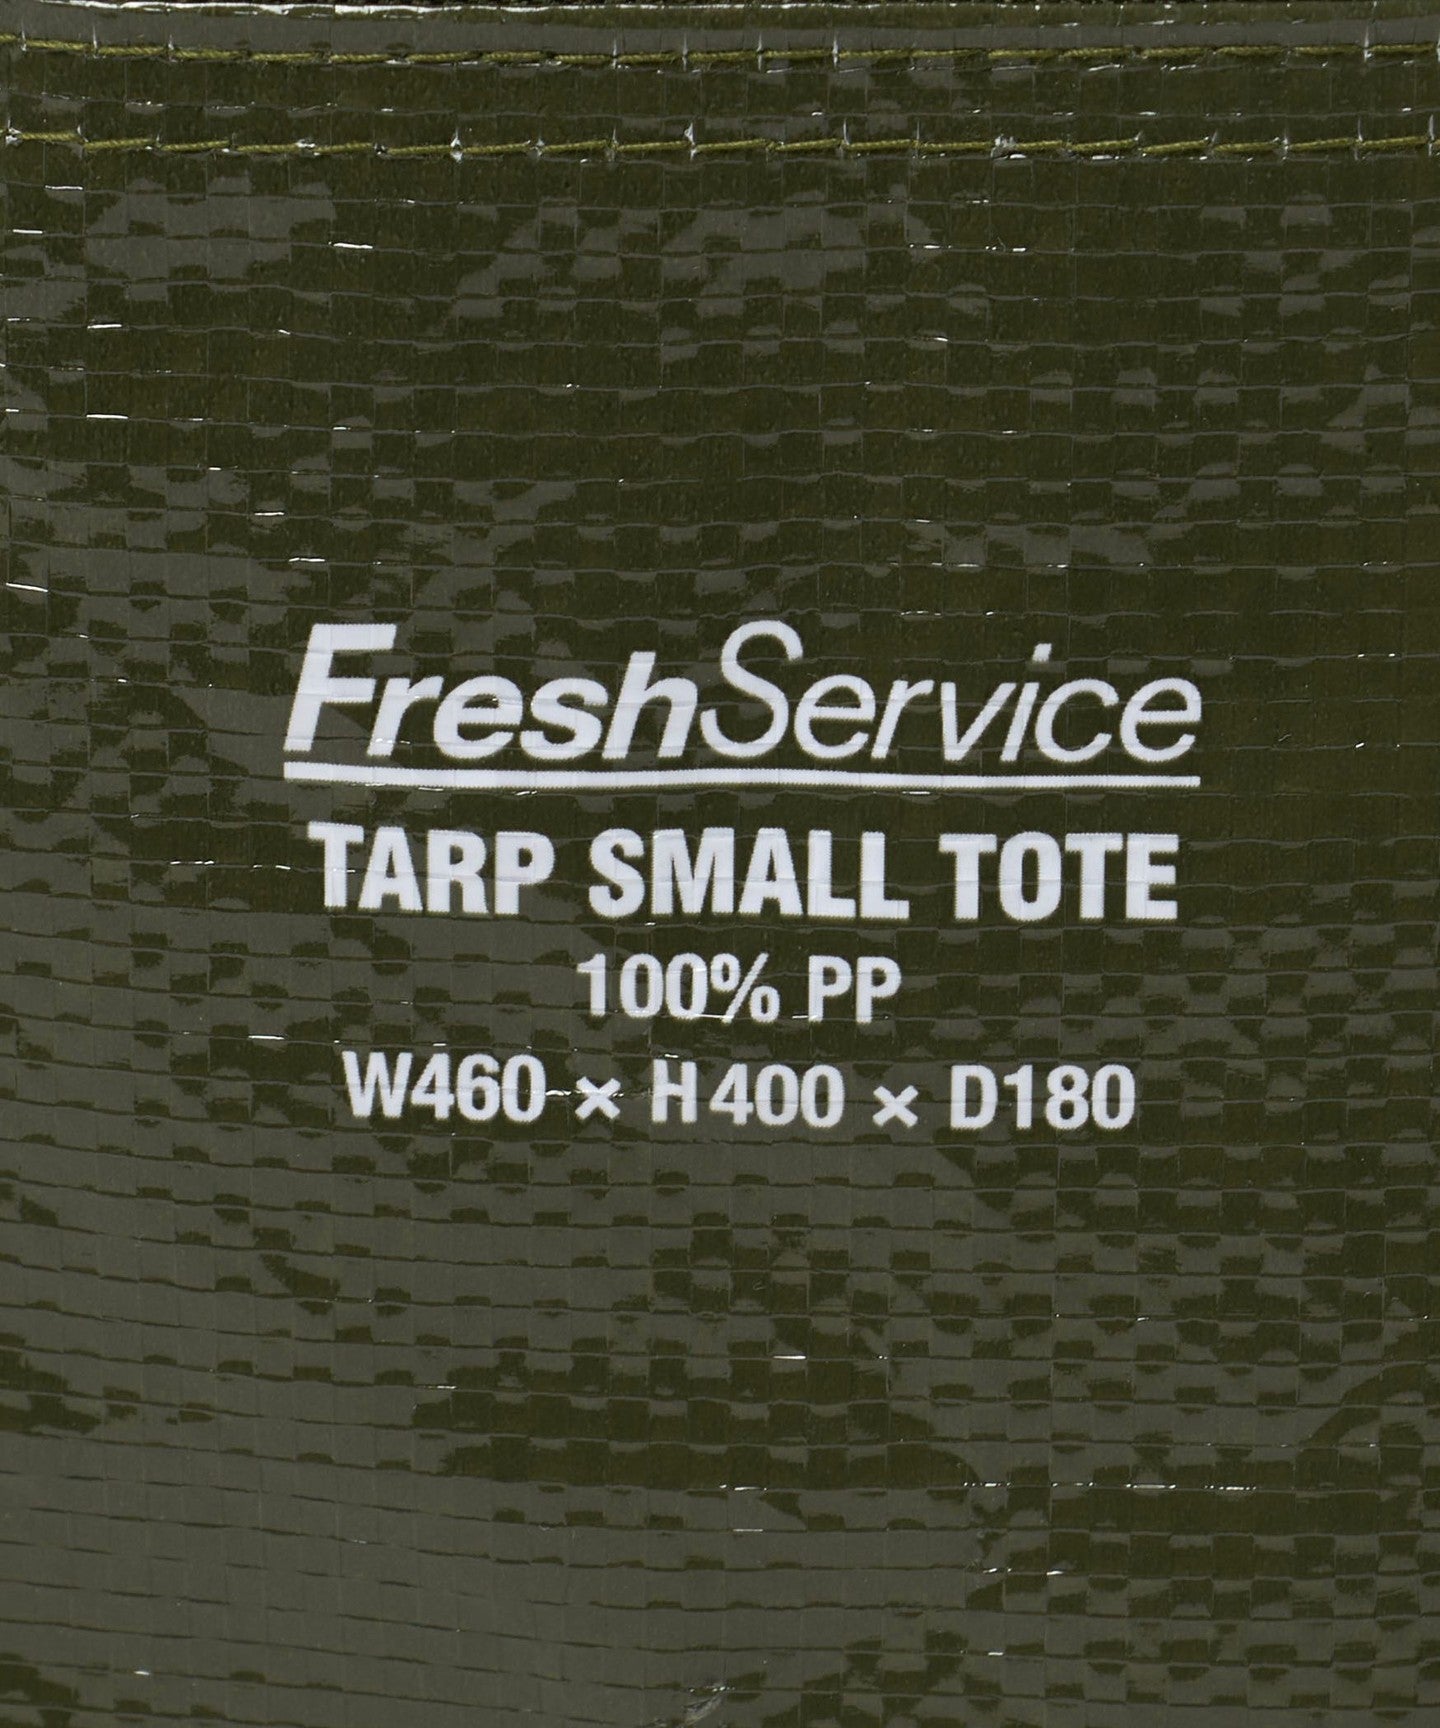 FreshService
TARP SMALL TOTE
100% PP
W460 × H400 × D180